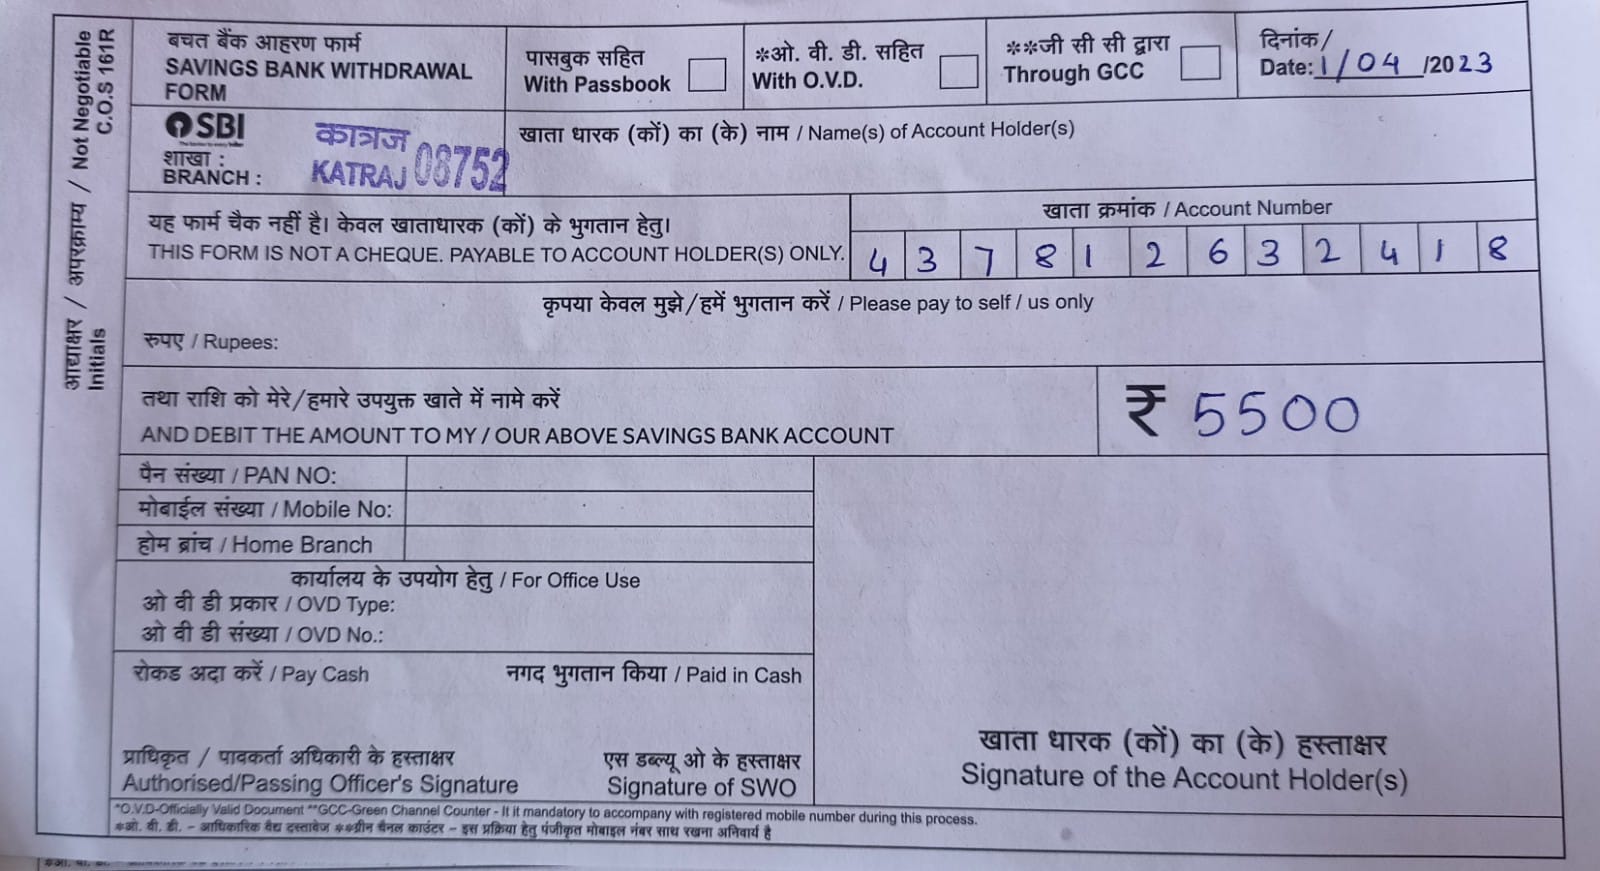 आद्याक्षर / अपरक्राम्य / Not Negotiable
Initials
C.O.S 161R
बचत बैंक आहरण फार्म
SAVINGS BANK WITHDRAWAL
FORM
पासबुक सहित
With Passbook
*ओ. वी. डी. सहित
With O.V.D.
**जी सी सी द्वारा
Through GCC
दिनांक/
Date: 1/04/2023
SBI
शाखा :
BRANCH :
कात्रज
KATRAJ 08752
खाता धारक (कों) का (के) नाम / Name(s) of Account Holder(s)
यह फार्म चैक नहीं है। केवल खाताधारक (कों) के भुगतान हेतु।
THIS FORM IS NOT A CHEQUE. PAYABLE TO ACCOUNT HOLDER(S) ONLY.
खाता क्रमांक / Account Number
4 3 7 8 1 2 6 3 2 4 1 8
कृपया केवल मुझे/हमें भुगतान करें / Please pay to self / us only
रुपए / Rupees:
तथा राशि को मेरे/हमारे उपयुक्त खाते में नामे करें
AND DEBIT THE AMOUNT TO MY / OUR ABOVE SAVINGS BANK ACCOUNT
₹ 5500
पैन संख्या / PAN NO:
मोबाईल संख्या / Mobile No:
होम ब्रांच / Home Branch
कार्यालय के उपयोग हेतु / For Office Use
ओ वी डी प्रकार / OVD Type:
ओ वी डी संख्या / OVD No.:
रोकड अदा करें / Pay Cash
नगद भुगतान किया / Paid in Cash
प्राधिकृत / पावकर्ता अधिकारी के हस्ताक्षर
Authorised/Passing Officer's Signature
एस डब्ल्यू ओ के हस्ताक्षर
Signature of SWO
खाता धारक (कों) का (के) हस्ताक्षर
Signature of the Account Holder(s)
*O.V.D-Officially Valid Document **GCC-Green Channel Counter - It it mandatory to accompany with registered mobile number during this process.
*ओ. वी. डी. – आधिकारिक वैद्य दस्तावेज **ग्रीन चैनल काउंटर – इस प्रक्रिया हेतु पंजीकृत मोबाइल नंबर साथ रखना अनिवार्य है